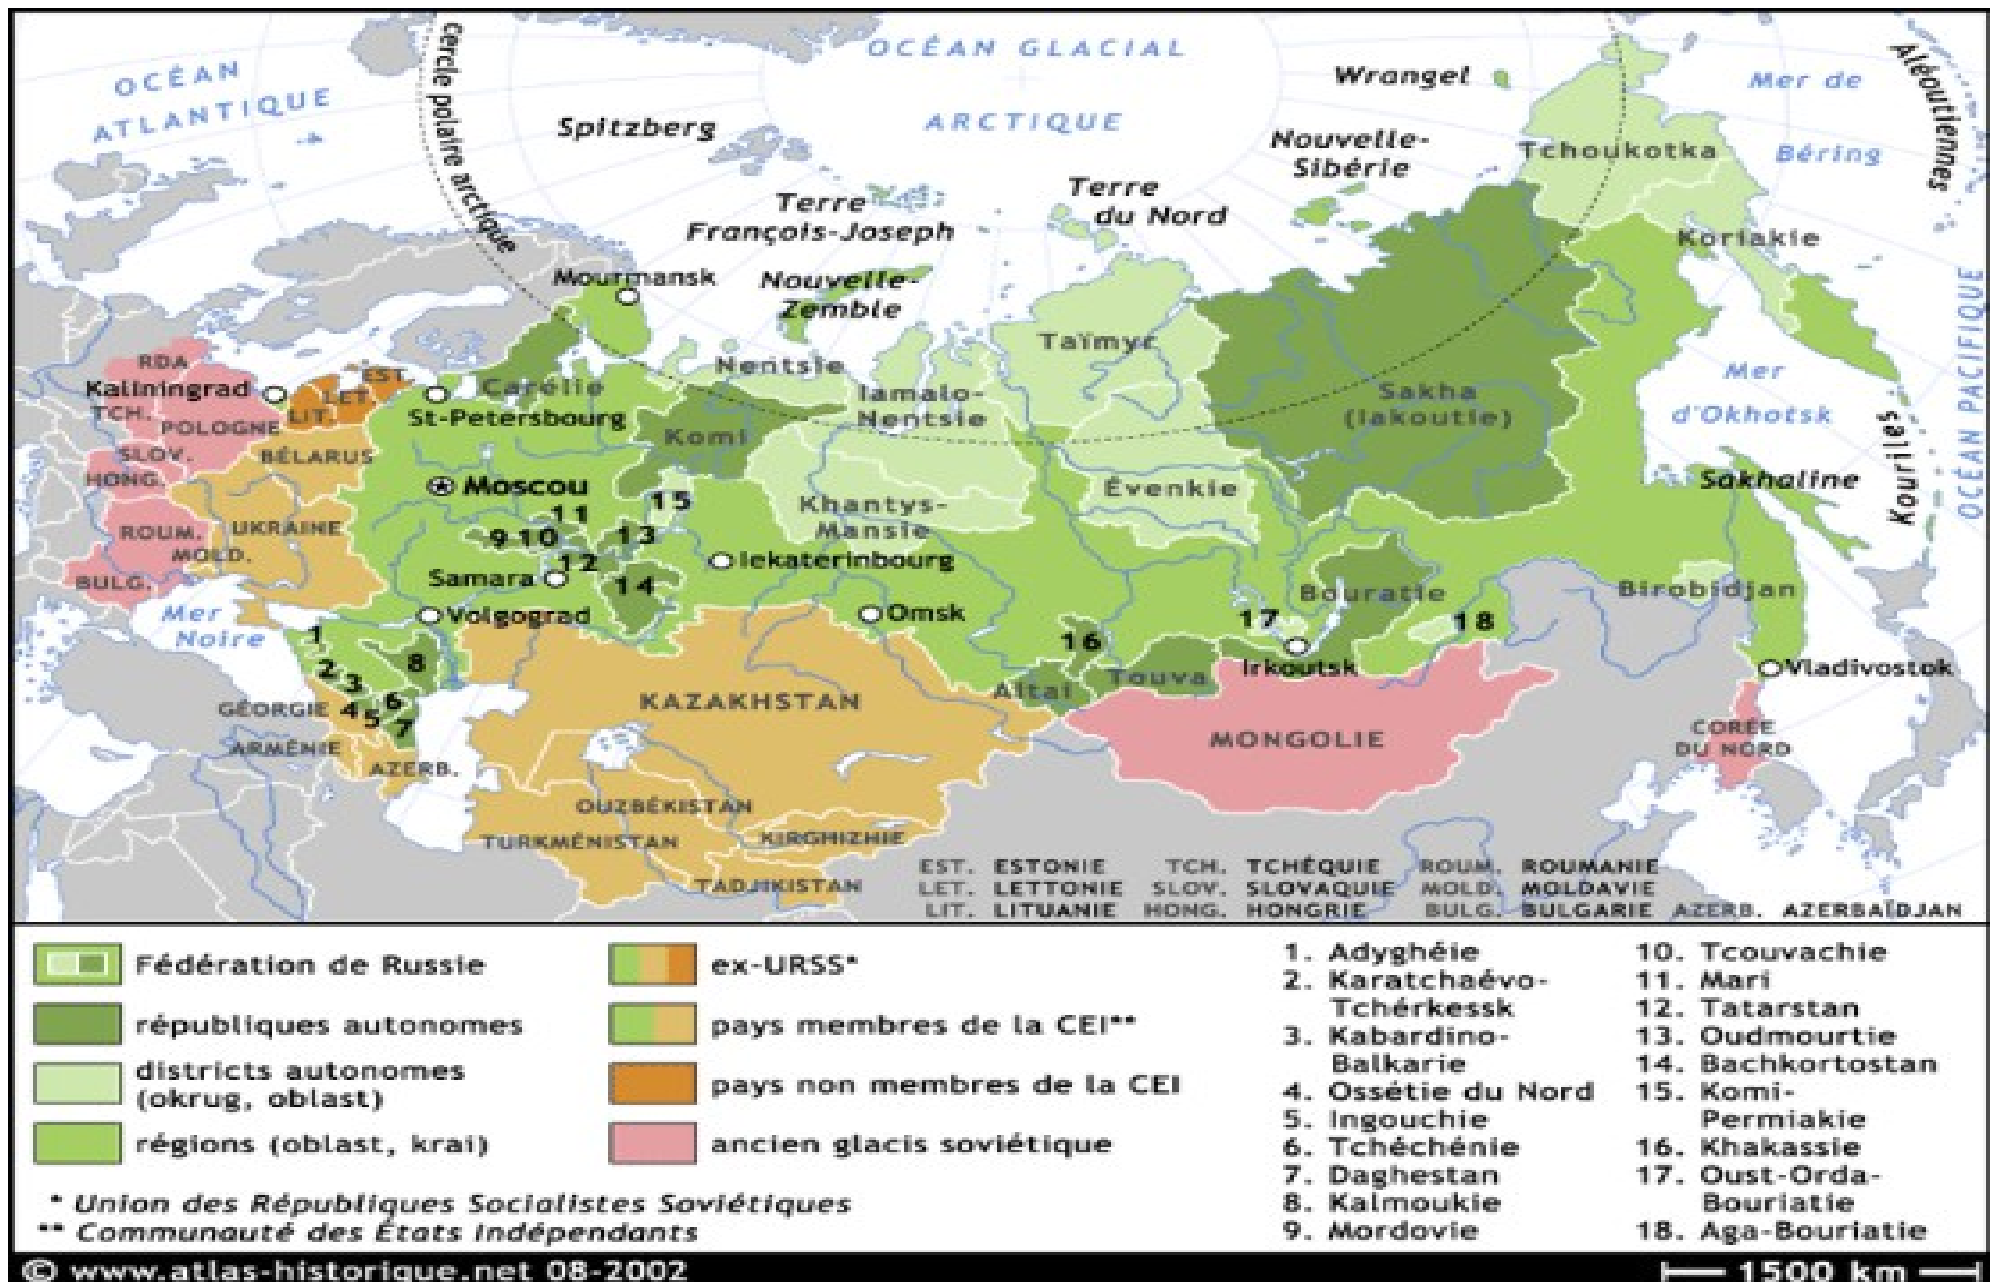 OCÉAN
ATLANTIQUE
cercle polaire arctique
OCÉAN GLACIAL
ARCTIQUE
Spitzberg
Wrangel
Nouvelle-
Sibérie
Terre
du Nord
Terre
François-Joseph
Nouvelle-
Zemble
Mourmansk
Tchoukotka
Mer de
Béring
Aléoutiennes
Koriakie
OCÉAN PACIFIQUE
Kouriles
Mer
d'Okhotsk
Sakhaline
Taïmyr
Sakha
(Iakoutie)
Nentsie
Iamalo-
Nentsie
Carélie
Komi
Khantys-
Mansie
Évenkie
RDA
Kaliningrad
TCH.
POLOGNE
SLOV.
HONG.
ROUM.
MOLD.
BULG.
EST.
LET.
LIT.
BÉLARUS
UKRAINE
St-Petersbourg
Moscou
15
11
9 10
13
12
14
Samara
Iekaterinbourg
Volgograd
Omsk
Mer
Noire
1
2
3
4
5
6
7
8
GÉORGIE
ARMÉNIE
AZERB.
KAZAKHSTAN
OUZBÉKISTAN
TURKMÉNISTAN
KIRGHIZHIE
TADJIKISTAN
16
Altaï
Touva
17
Irkoutsk
Bouratie
18
Birobidjan
Vladivostok
MONGOLIE
CORÉE
DU NORD
EST. ESTONIE TCH. TCHÉQUIE ROUM. ROUMANIE
LET. LETTONIE SLOV. SLOVAQUIE MOLD. MOLDAVIE
LIT. LITUANIE HONG. HONGRIE BULG. BULGARIE AZERB. AZERBAÏDJAN
Fédération de Russie
républiques autonomes
districts autonomes
(okrug, oblast)
régions (oblast, krai)
ex-URSS*
pays membres de la CEI**
pays non membres de la CEI
ancien glacis soviétique
* Union des Républiques Socialistes Soviétiques
** Communauté des États Indépendants
1. Adyghéie
2. Karatchaévo-
Tchérkessk
3. Kabardino-
Balkarie
4. Ossétie du Nord
5. Ingouchie
6. Tchéchénie
7. Daghestan
8. Kalmoukie
9. Mordovie
10. Tcouvachie
11. Mari
12. Tatarstan
13. Oudmourtie
14. Bachkortostan
15. Komi-
Permiakie
16. Khakassie
17. Oust-Orda-
Bouriatie
18. Aga-Bouriatie
© www.atlas-historique.net 08-2002
1500 km